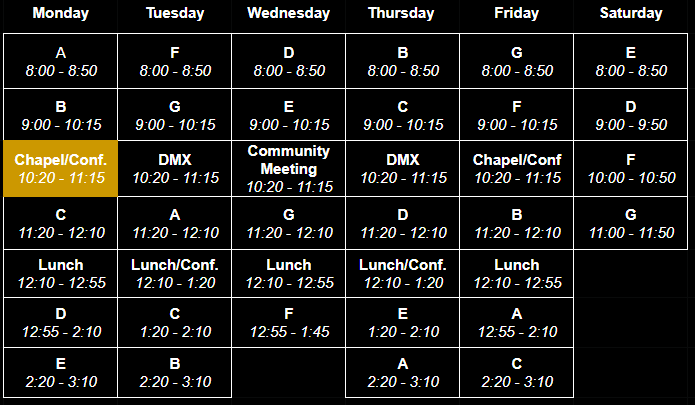 Monday Tuesday Wednesday Thursday Friday Saturday
A F D B G E
8:00 - 8:50 8:00 - 8:50 8:00 - 8:50 8:00 - 8:50 8:00 - 8:50 8:00 - 8:50
B G E C F D
9:00 - 10:15 9:00 - 10:15 9:00 - 10:15 9:00 - 10:15 9:00 - 10:15 9:00 - 9:50
Chapel/Conf. DMX Community Meeting DMX Chapel/Conf F
10:20 - 11:15 10:20 - 11:15 10:20 - 11:15 10:20 - 11:15 10:20 - 11:15 10:00 - 10:50
C A G D B G
11:20 - 12:10 11:20 - 12:10 11:20 - 12:10 11:20 - 12:10 11:20 - 12:10 11:00 - 11:50
Lunch Lunch/Conf. Lunch Lunch/Conf. Lunch
12:10 - 12:55 12:10 - 1:20 12:10 - 12:55 12:10 - 1:20 12:10 - 12:55
D C F E A
12:55 - 2:10 1:20 - 2:10 12:55 - 1:45 1:20 - 2:10 12:55 - 2:10
E B A C
2:20 - 3:10 2:20 - 3:10 2:20 - 3:10 2:20 - 3:10